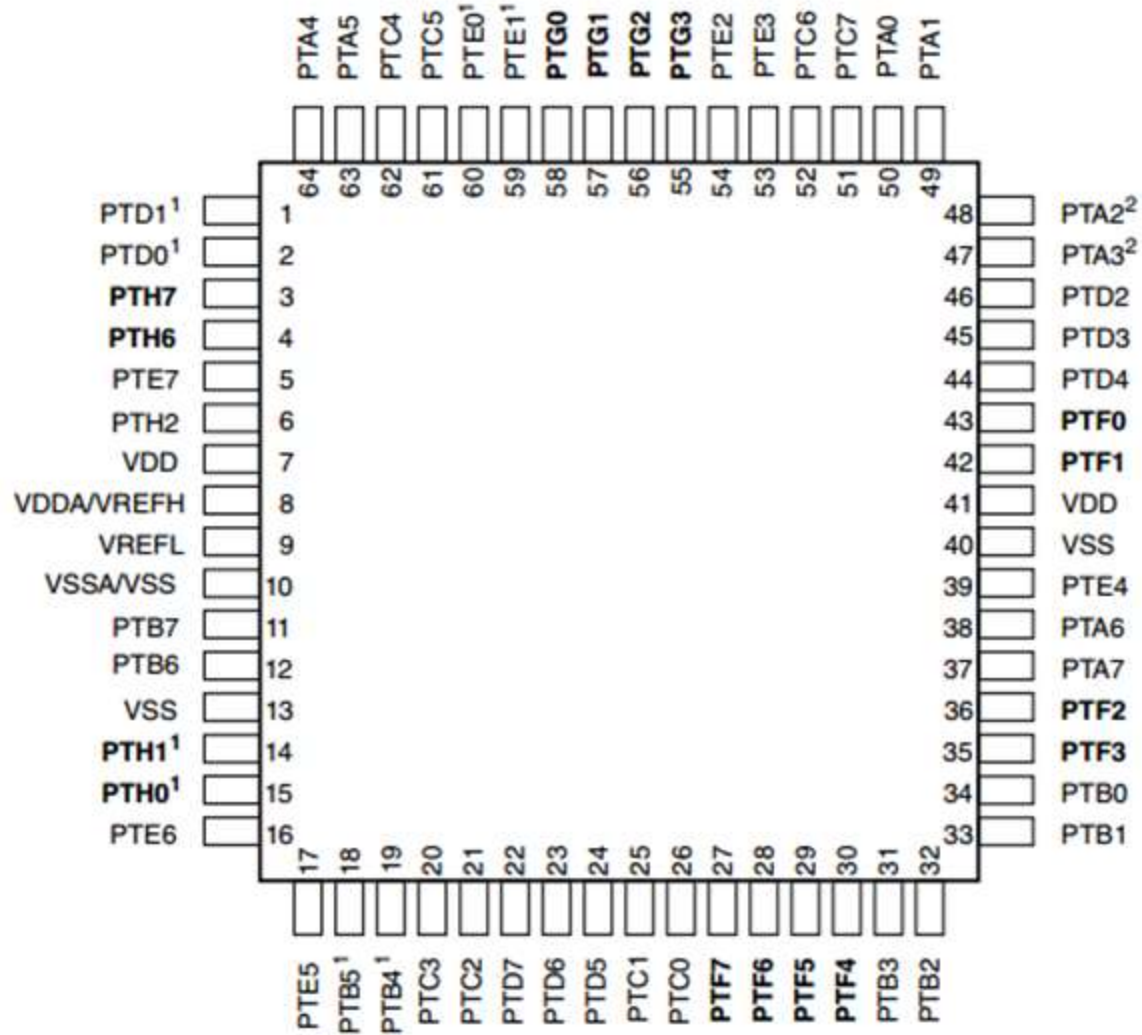 PTA4 PTA5 PTC4 PTC5 PTE0¹ PTE1¹ PTG0 PTG1 PTG2 PTG3 PTE2 PTE3 PTC6 PTC7 PTA0 PTA1
64 63 62 61 60 59 58 57 56 55 54 53 52 51 50 49
PTD1¹ 1 48 PTA2²
PTD0¹ 2 47 PTA3²
PTH7 3 46 PTD2
PTH6 4 45 PTD3
PTE7 5 44 PTD4
PTH2 6 43 PTF0
VDD 7 42 PTF1
VDDA/VREFH 8 41 VDD
VREFL 9 40 VSS
VSSA/VSS 10 39 PTE4
PTB7 11 38 PTA6
PTB6 12 37 PTA7
VSS 13 36 PTF2
PTH1¹ 14 35 PTF3
PTH0¹ 15 34 PTB0
PTE6 16 33 PTB1
17 18 19 20 21 22 23 24 25 26 27 28 29 30 31 32
PTE5 PTB5¹ PTB4¹ PTC3 PTC2 PTD7 PTD6 PTD5 PTC1 PTC0 PTF7 PTF6 PTF5 PTF4 PTB3 PTB2